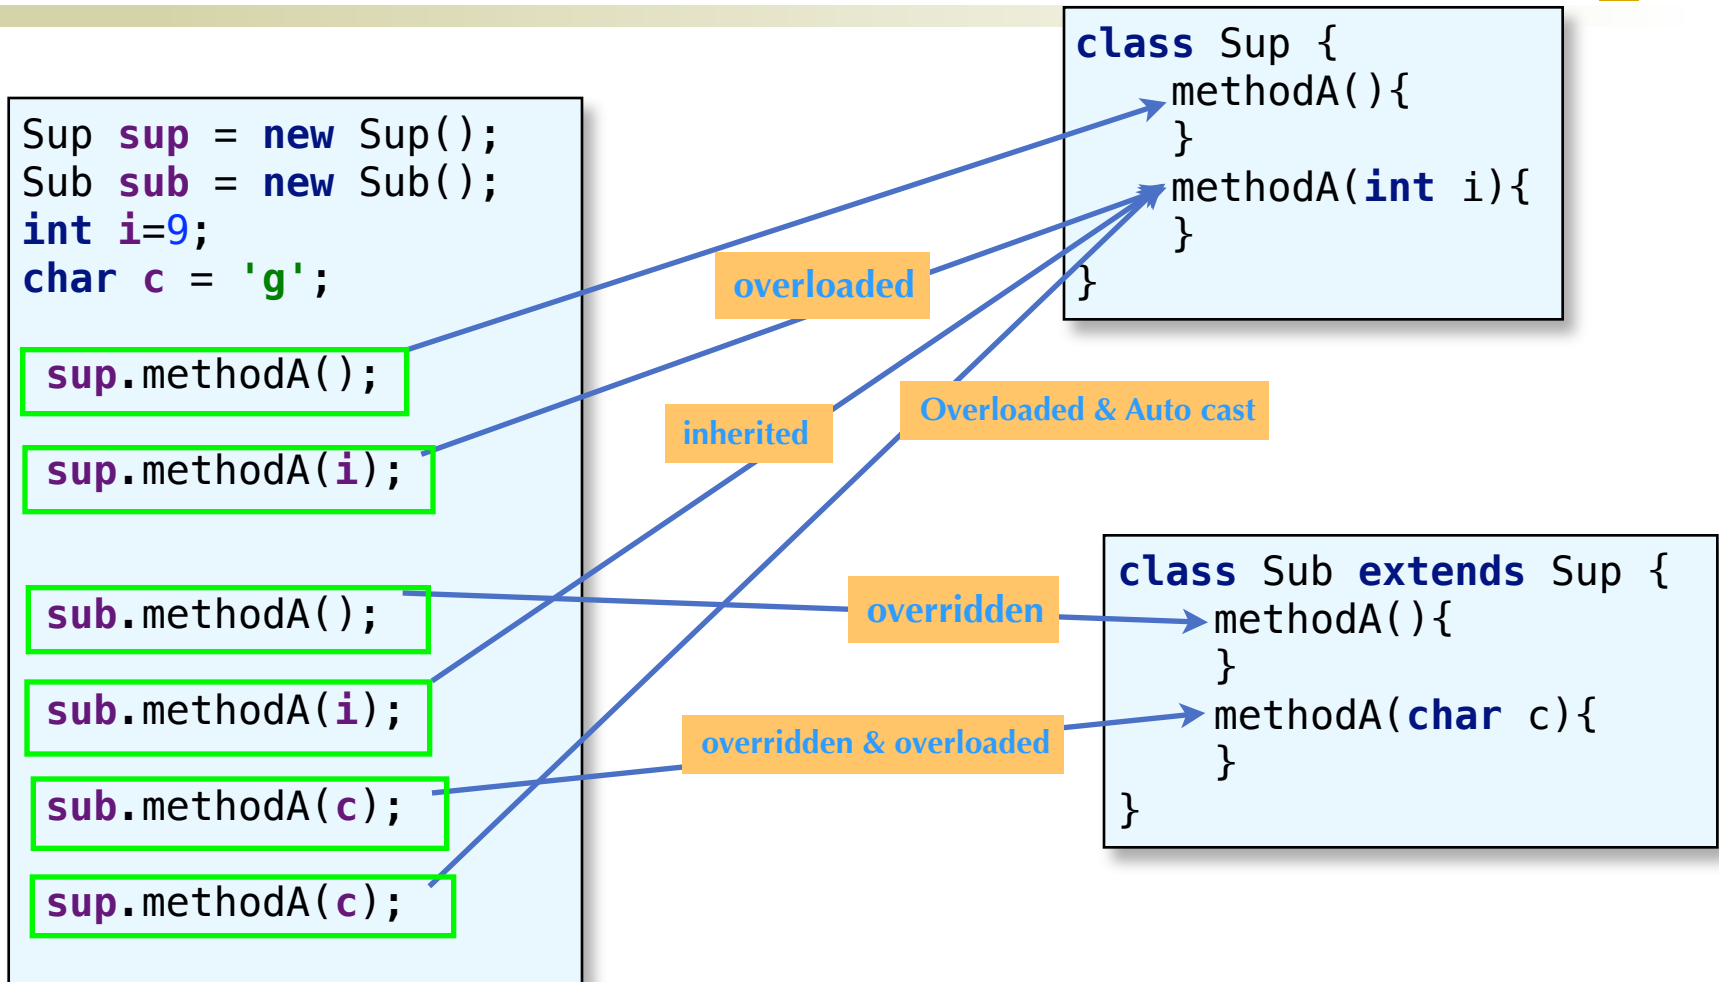 class Sup {
methodA(){
}
methodA(int i){
}
}
Sup sup = new Sup();
Sub sub = new Sub();
int i=9;
char c = 'g';
sup.methodA();
sup.methodA(i);
sub.methodA();
sub.methodA(i);
sub.methodA(c);
sup.methodA(c);
overloaded
inherited
Overloaded & Auto cast
overridden
overridden & overloaded
class Sub extends Sup {
methodA(){
}
methodA(char c){
}
}